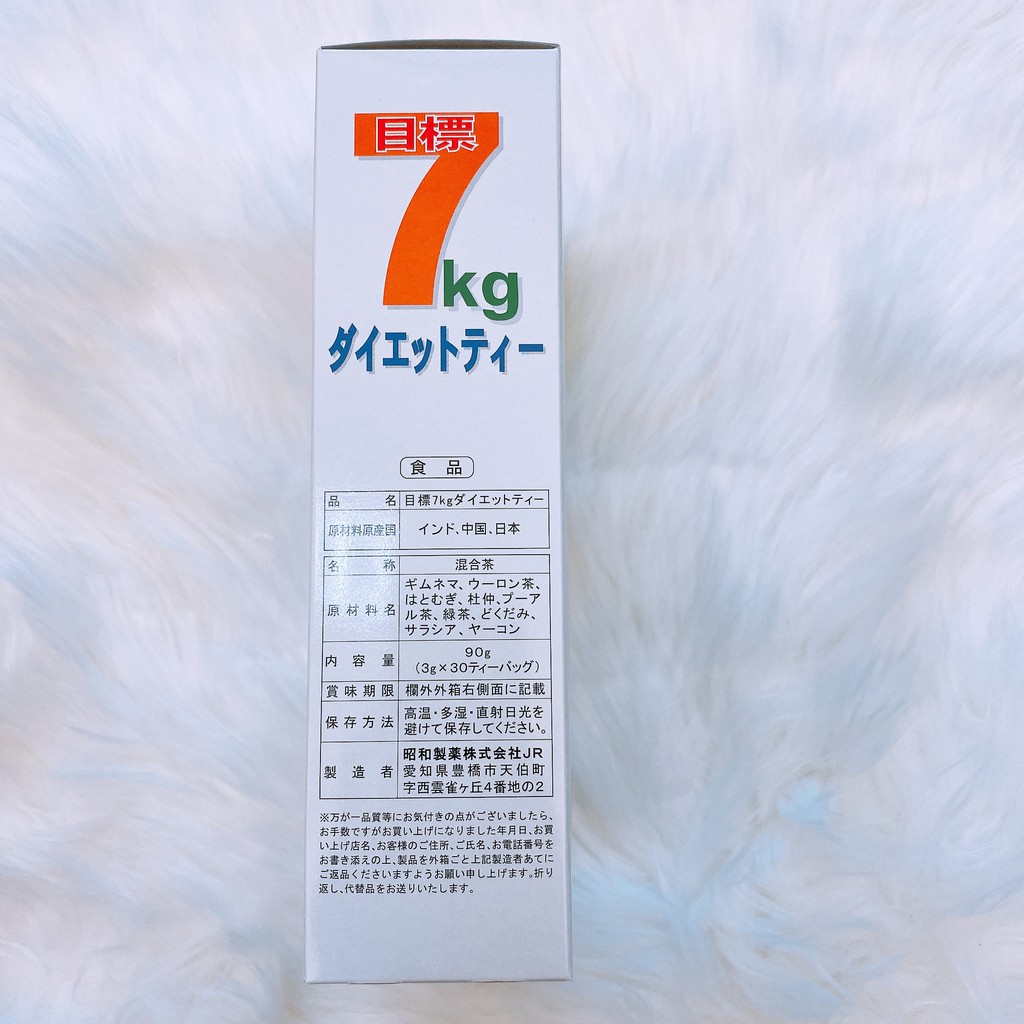 目標
7kg
ダイエットティー
食品
品名 目標7kgダイエットティー
原材料原産国 インド、中国、日本
名称 混合茶
原材料名 ギムネマ、ウーロン茶、
はとむぎ、杜仲、プーア
ル茶、緑茶、どくだみ、
サラシア、ヤーコン
内容量 90g
(3g×30ティーバッグ)
賞味期限 欄外外箱右側面に記載
保存方法 高温・多湿・直射日光を
避けて保存してください。
製造者 昭和製薬株式会社JR
愛知県豊橋市天伯町
字西雲雀ヶ丘4番地の2
※万が一品質等にお気付きの点がございましたら、
お手数ですがお買い上げになりました年月日、お買
い上げ店名、お客様のご住所、ご氏名、お電話番号を
お書き添えの上、製品を外箱ごと上記製造者あてに
ご返品くださいますようお願い申し上げます。折り
返し、代替品をお送りいたします。